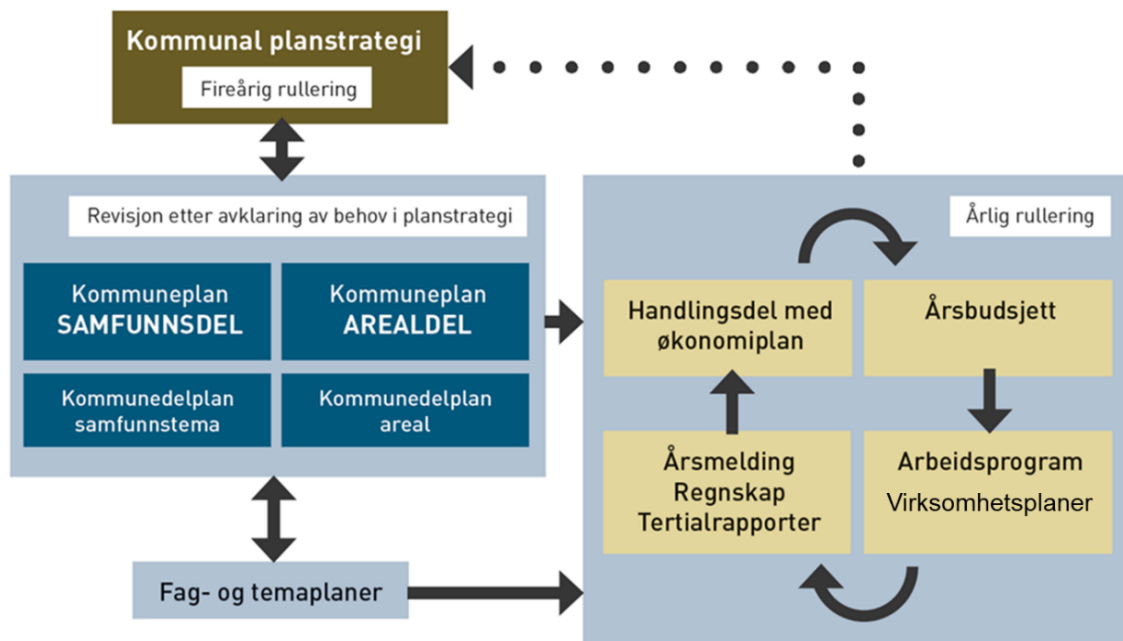 Kommunal planstrategi
Fireårig rullering
Revisjon etter avklaring av behov i planstrategi
Kommuneplan
SAMFUNNSDEL
Kommuneplan
AREALDEL
Kommunedelplan
samfunnstema
Kommunedelplan
areal
Fag- og temaplaner
Årlig rullering
Handlingsdel med
økonomiplan
Årsbudsjett
Årsmelding
Regnskap
Tertialrapporter
Arbeidsprogram
Virksomhetsplaner